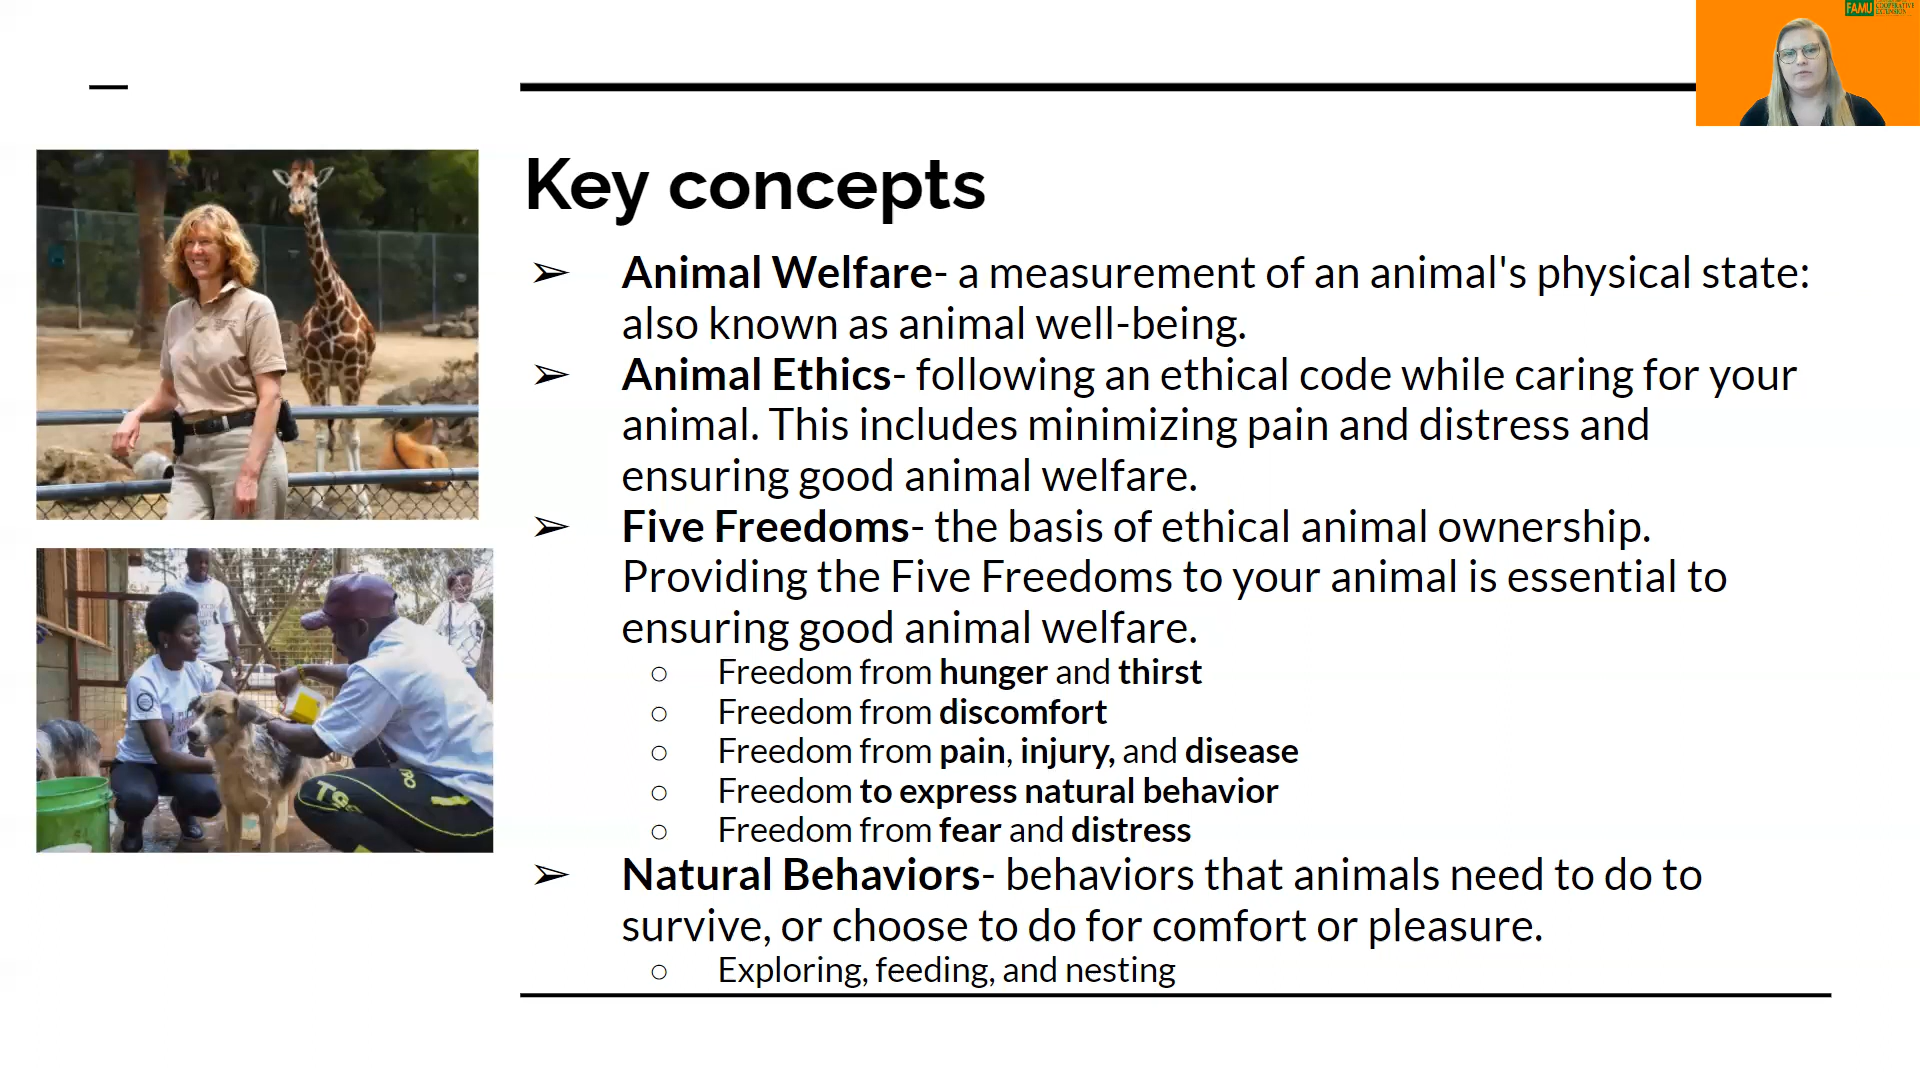 FAMU COOPERATIVE
EXTENSION
Key concepts
➢ Animal Welfare- a measurement of an animal's physical state:
also known as animal well-being.
➢ Animal Ethics- following an ethical code while caring for your
animal. This includes minimizing pain and distress and
ensuring good animal welfare.
➢ Five Freedoms- the basis of ethical animal ownership.
Providing the Five Freedoms to your animal is essential to
ensuring good animal welfare.
○ Freedom from hunger and thirst
○ Freedom from discomfort
○ Freedom from pain, injury, and disease
○ Freedom to express natural behavior
○ Freedom from fear and distress
➢ Natural Behaviors- behaviors that animals need to do to
survive, or choose to do for comfort or pleasure.
○ Exploring, feeding, and nesting